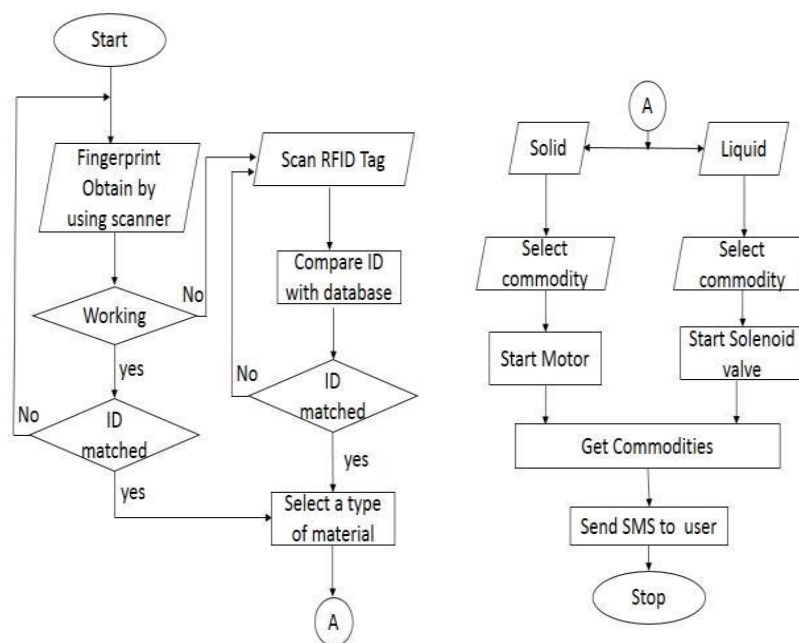 Start
Fingerprint
Obtain by
using scanner
Working
No
yes
ID
matched
No
yes
Scan RFID Tag
Compare ID
with database
No
ID
matched
yes
Select a type
of material
A
A
Solid
Liquid
Select
commodity
Select
commodity
Start Motor
Start Solenoid
valve
Get Commodities
Send SMS to user
Stop